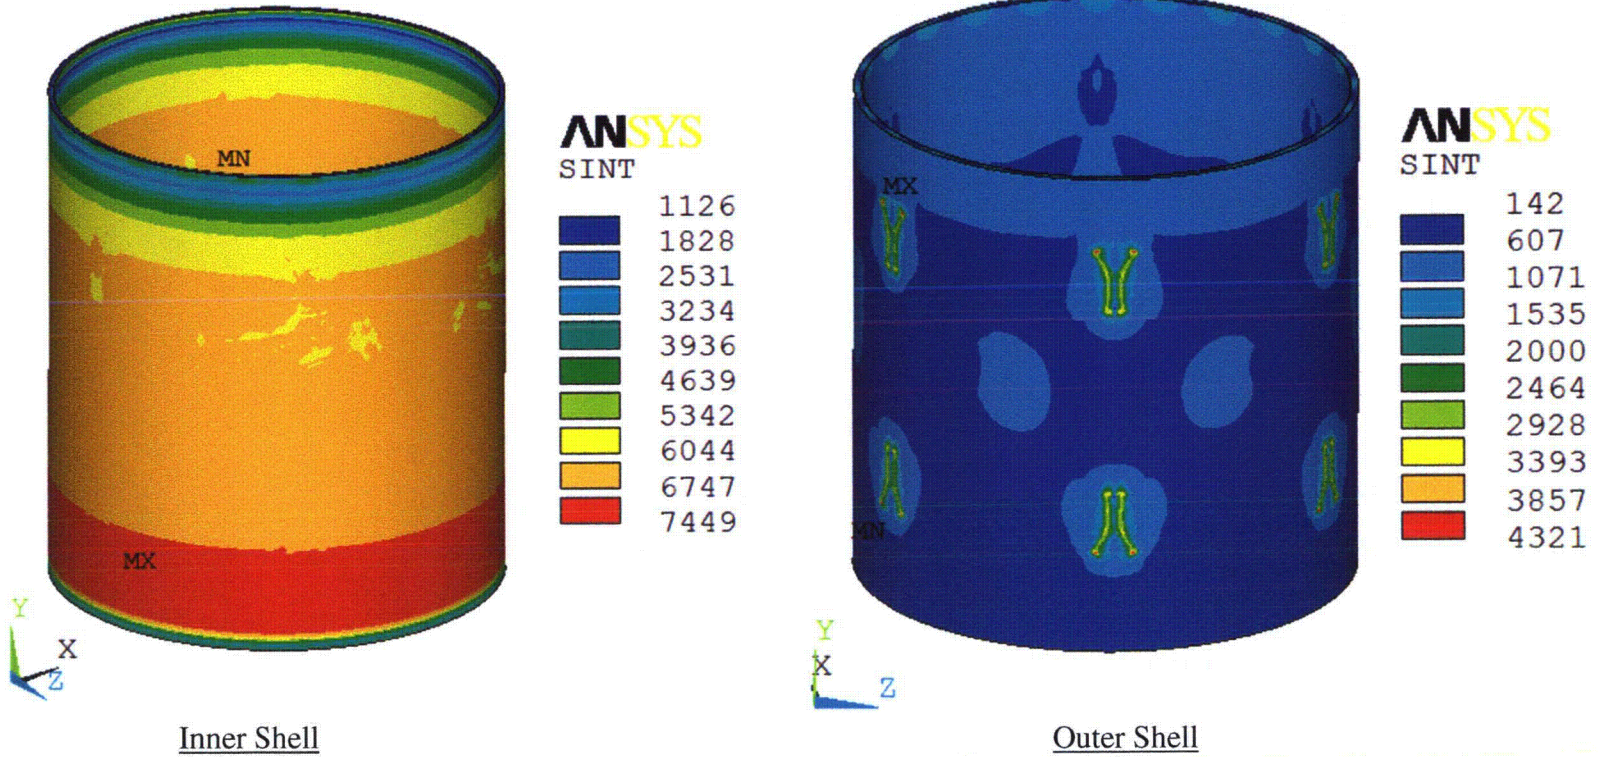 MN
MX
Y
X
Z
ANSYS
SINT
1126
1828
2531
3234
3936
4639
5342
6044
6747
7449
Inner Shell
MX
MN
Y
X
Z
ANSYS
SINT
142
607
1071
1535
2000
2464
2928
3393
3857
4321
Outer Shell